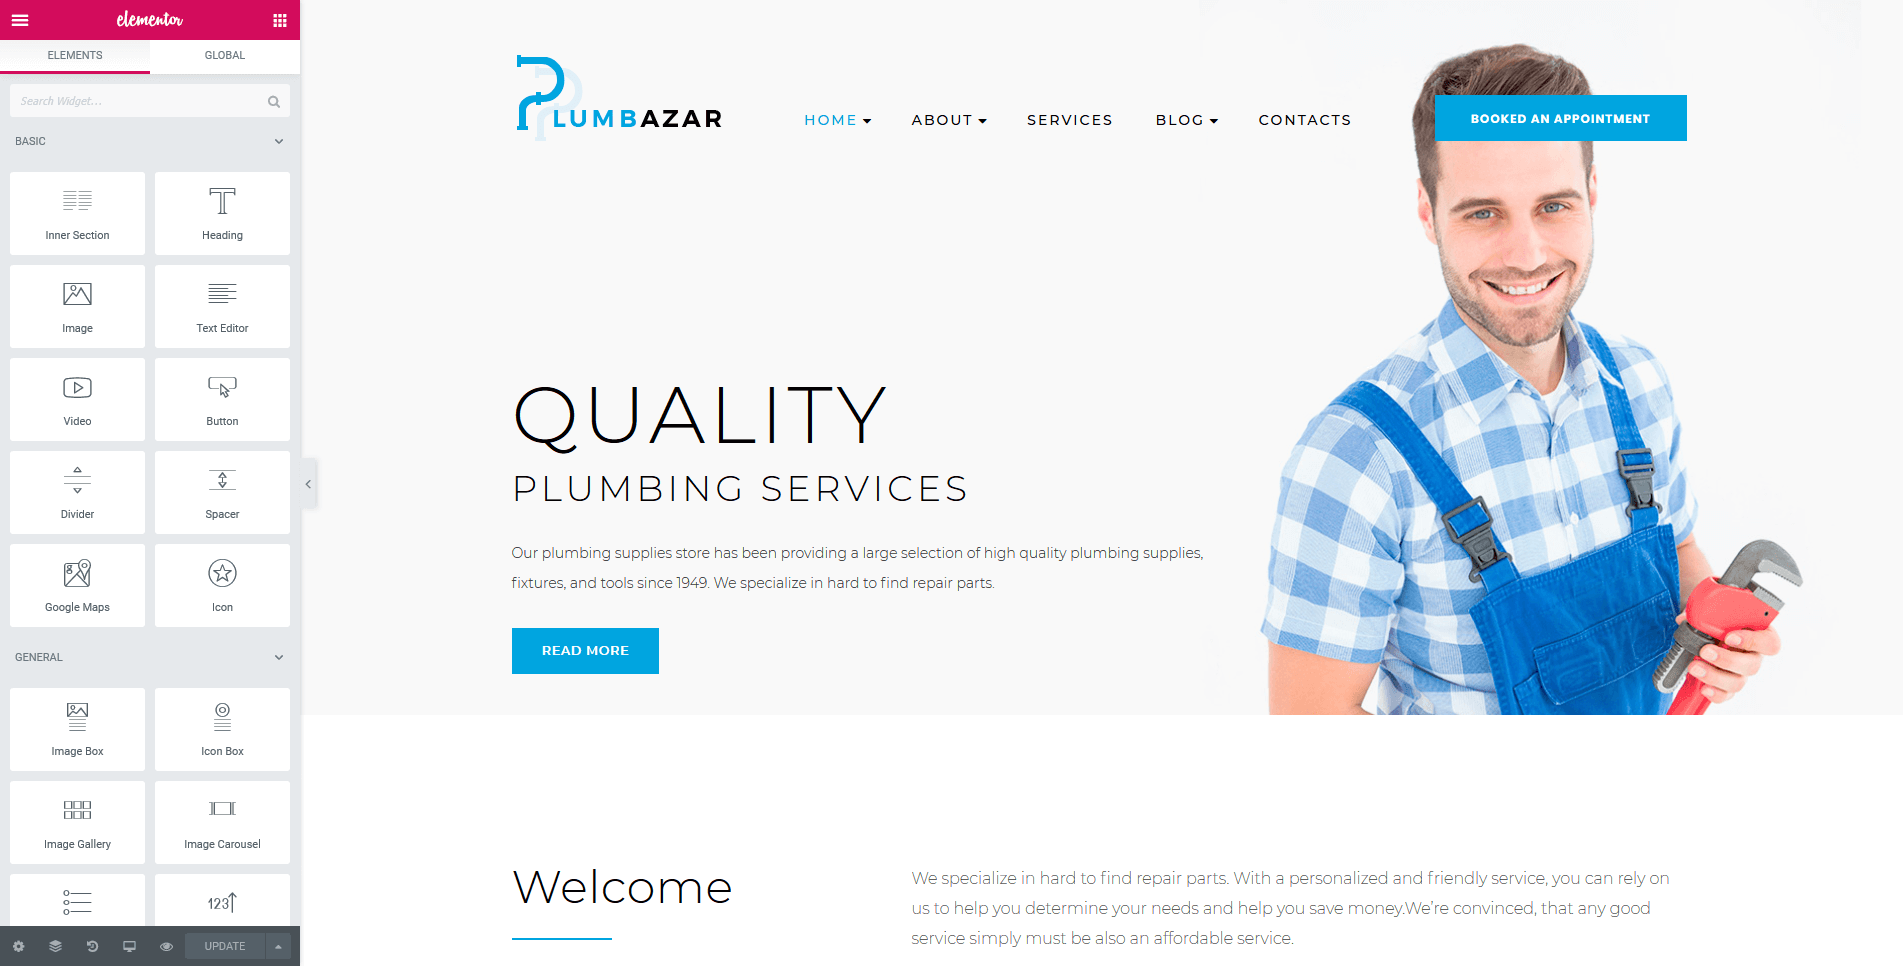 elementor
ELEMENTS
GLOBAL
Search Widget...
BASIC
Inner Section
Heading
Image
Text Editor
Video
Button
Divider
Spacer
Google Maps
Icon
GENERAL
Image Box
Icon Box
Image Gallery
Image Carousel
123
UPDATE
PLUMBAZAR
HOME
ABOUT
SERVICES
BLOG
CONTACTS
BOOKED AN APPOINTMENT
QUALITY
PLUMBING SERVICES
Our plumbing supplies store has been providing a large selection of high quality plumbing supplies,
fixtures, and tools since 1949. We specialize in hard to find repair parts.
READ MORE
Welcome
We specialize in hard to find repair parts. With a personalized and friendly service, you can rely on
us to help you determine your needs and help you save money.We're convinced, that any good
service simply must be also an affordable service.